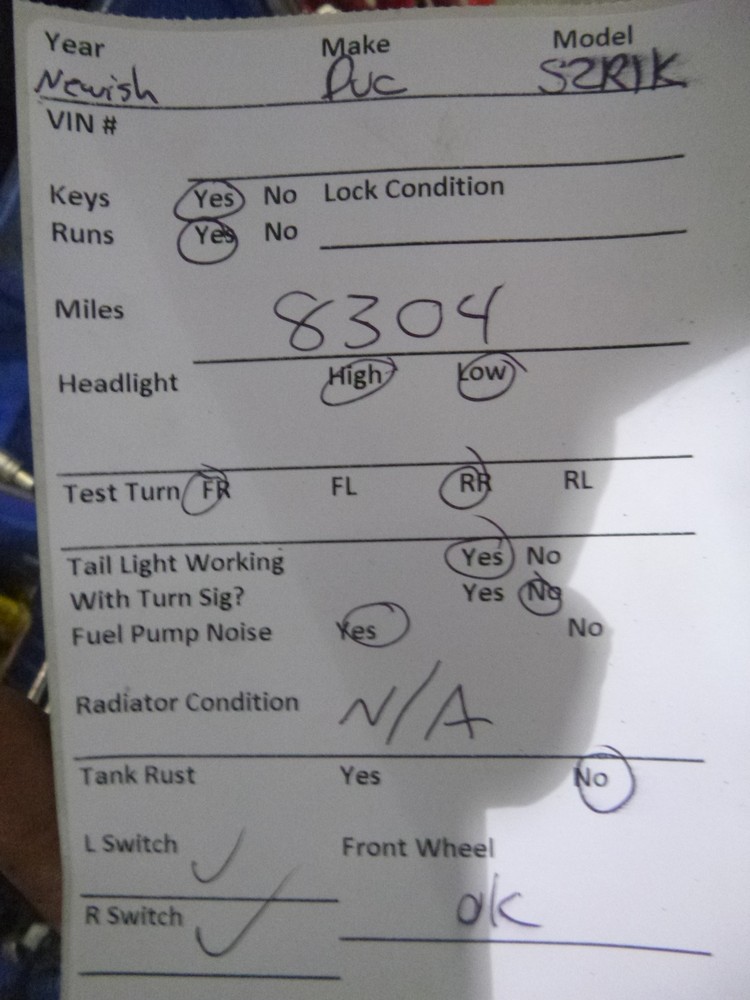 Year Make Model
Newish Duc S2R1K
VIN #
Keys Yes No Lock Condition
Runs Yes No
Miles 8304
Headlight High Low
Test Turn FR FL RR RL
Tail Light Working Yes No
With Turn Sig? Yes No
Fuel Pump Noise Yes No
Radiator Condition N/A
Tank Rust Yes No
L Switch ✓ Front Wheel
R Switch ✓ ok